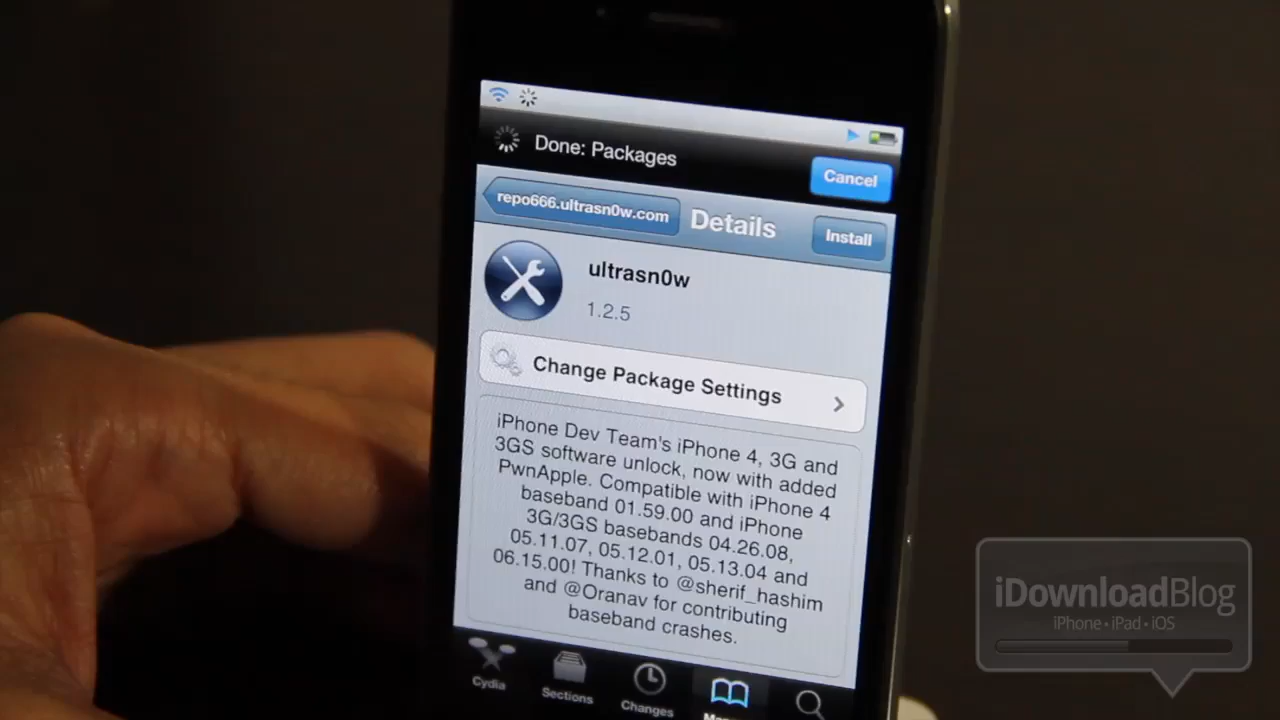 Done: Packages
Cancel
repo666.ultrasn0w.com
Details
Install
ultrasn0w
1.2.5
Change Package Settings
iPhone Dev Team's iPhone 4, 3G and
3GS software unlock, now with added
PwnApple. Compatible with iPhone 4
baseband 01.59.00 and iPhone
3G/3GS basebands 04.26.08,
05.11.07, 05.12.01, 05.13.04 and
06.15.00! Thanks to @sherif_hashim
and @Oranav for contributing
baseband crashes.
Cydia
Sections
Changes
iDownloadBlog
iPhone • iPad • iOS